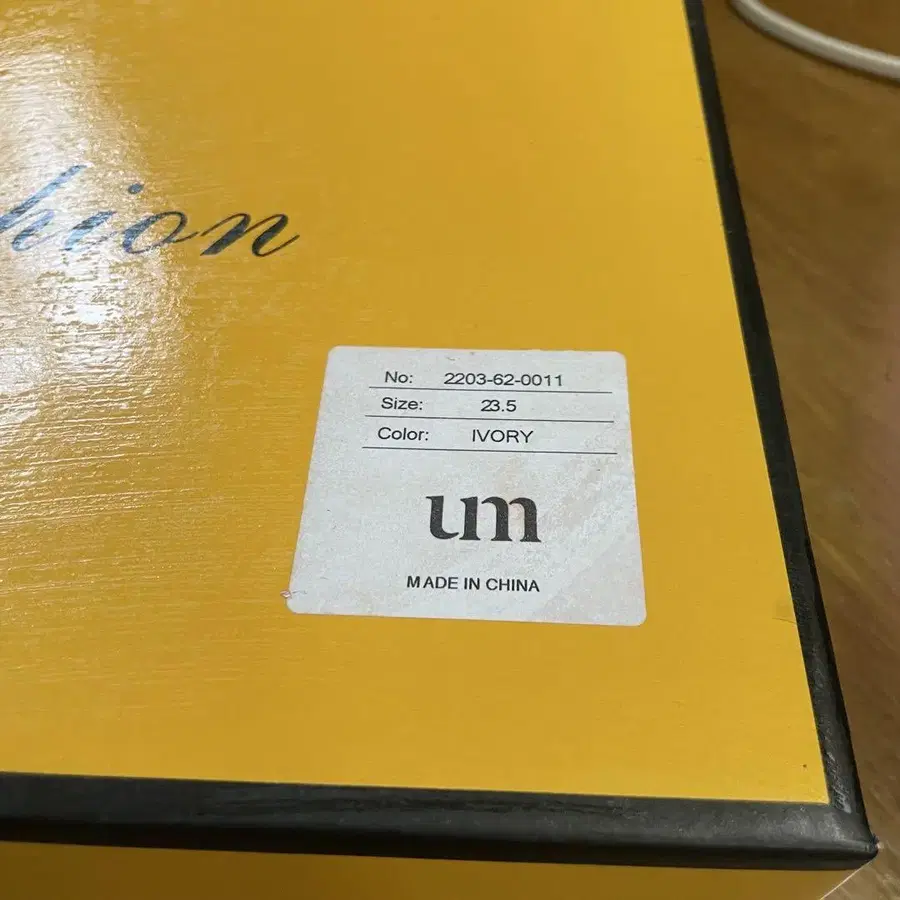 hion
No: 2203-62-0011
Size: 23.5
Color: IVORY
um
MADE IN CHINA